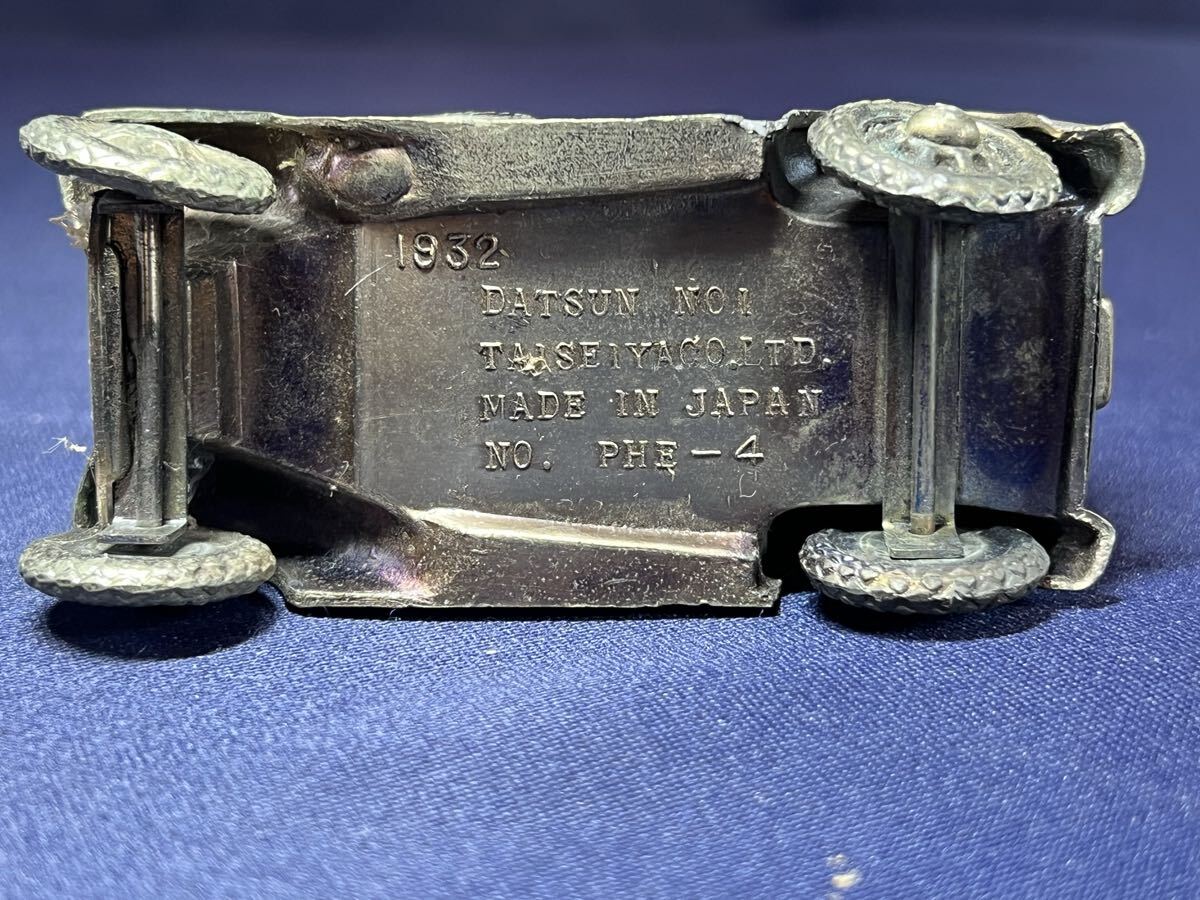 1932
DATSUN NO1
TAISEIYA CO. LTD.
MADE IN JAPAN
NO. PHE-4